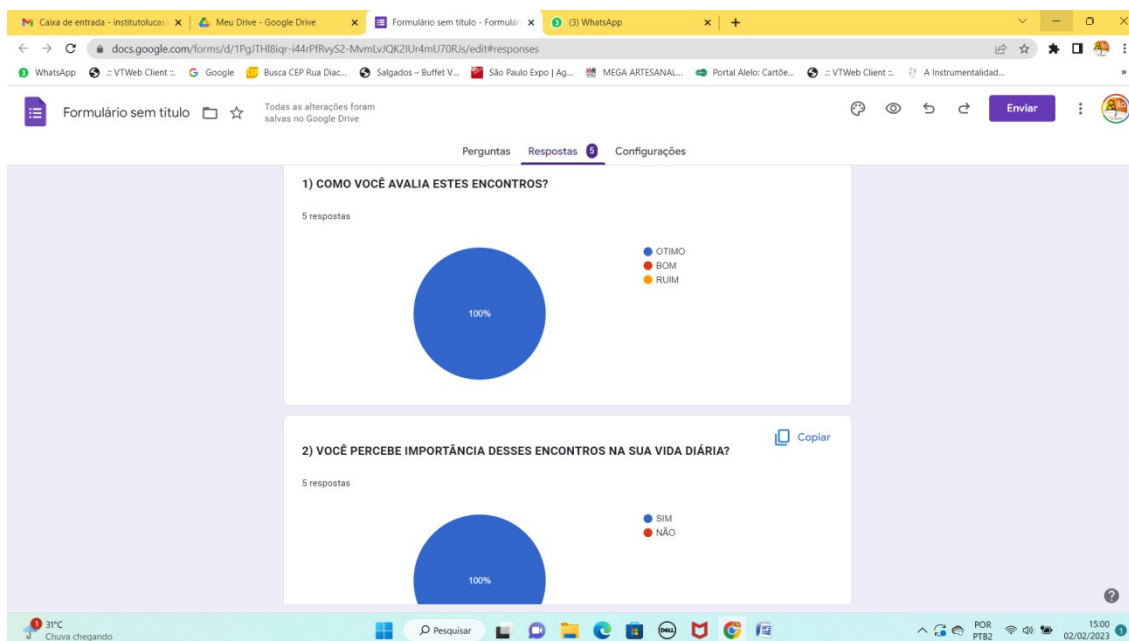 Caixa de entrada - institutolucas
Meu Drive - Google Drive
Formulário sem título - Formulári
(3) WhatsApp
docs.google.com/forms/d/1PgJTHI8iqr-i44rPfRvyS2-MvmLvJQK2IUr4mU70RJs/edit#responses
WhatsApp
.:: VTWeb Client ::.
Google
Busca CEP Rua Diac...
Salgados – Buffet V...
São Paulo Expo | Ag...
MEGA ARTESANAL...
Portal Alelo: Cartõe...
.:: VTWeb Client ::.
A Instrumentalidad...
Formulário sem título
Todas as alterações foram
salvas no Google Drive
Enviar
Perguntas
Respostas 5
Configurações
1) COMO VOCÊ AVALIA ESTES ENCONTROS?
5 respostas
OTIMO
BOM
RUIM
100%
Copiar
2) VOCÊ PERCEBE IMPORTÂNCIA DESSES ENCONTROS NA SUA VIDA DIÁRIA?
5 respostas
SIM
NÃO
100%
1
31°C
Chuva chegando
Pesquisar
DELL
POR
PTB2
15:00
02/02/2023
1